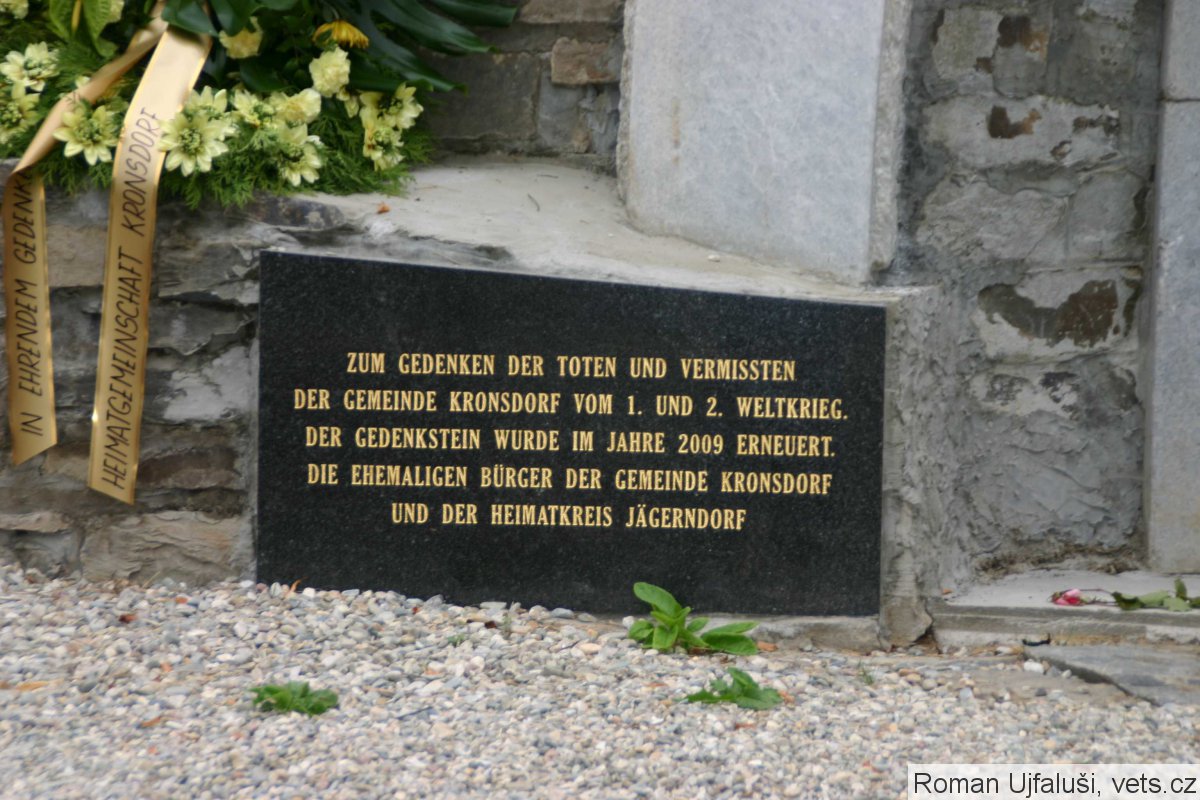 IN EHRENDEM GEDENK
HEIMATGEMEINSCHAFT KRONSDORF
ZUM GEDENKEN DER TOTEN UND VERMISSTEN
DER GEMEINDE KRONSDORF VOM 1. UND 2. WELTKRIEG.
DER GEDENKSTEIN WURDE IM JAHRE 2009 ERNEUERT.
DIE EHEMALIGEN BÜRGER DER GEMEINDE KRONSDORF
UND DER HEIMATKREIS JÄGERNDORF
Roman Ujfaluši, vets.cz